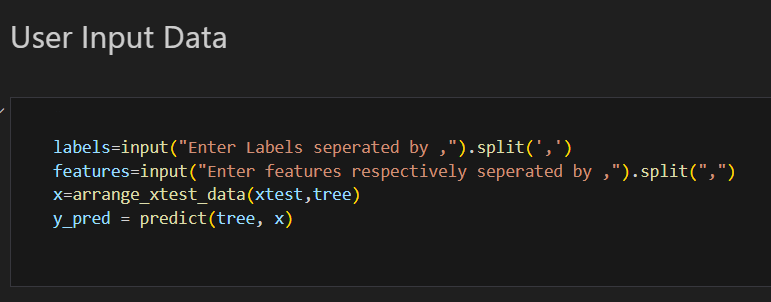 User Input Data
labels=input("Enter Labels seperated by ,").split(',')
features=input("Enter features respectively seperated by ,").split(",")
x=arrange_xtest_data(xtest,tree)
y_pred = predict(tree, x)